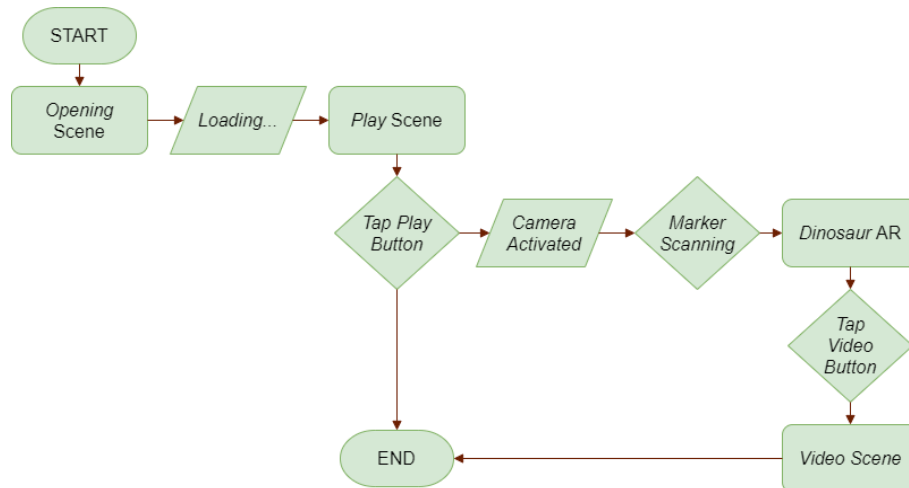 START
Opening
Scene
Loading...
Play Scene
Tap Play
Button
Camera
Activated
Marker
Scanning
Dinosaur AR
Tap
Video
Button
Video Scene
END